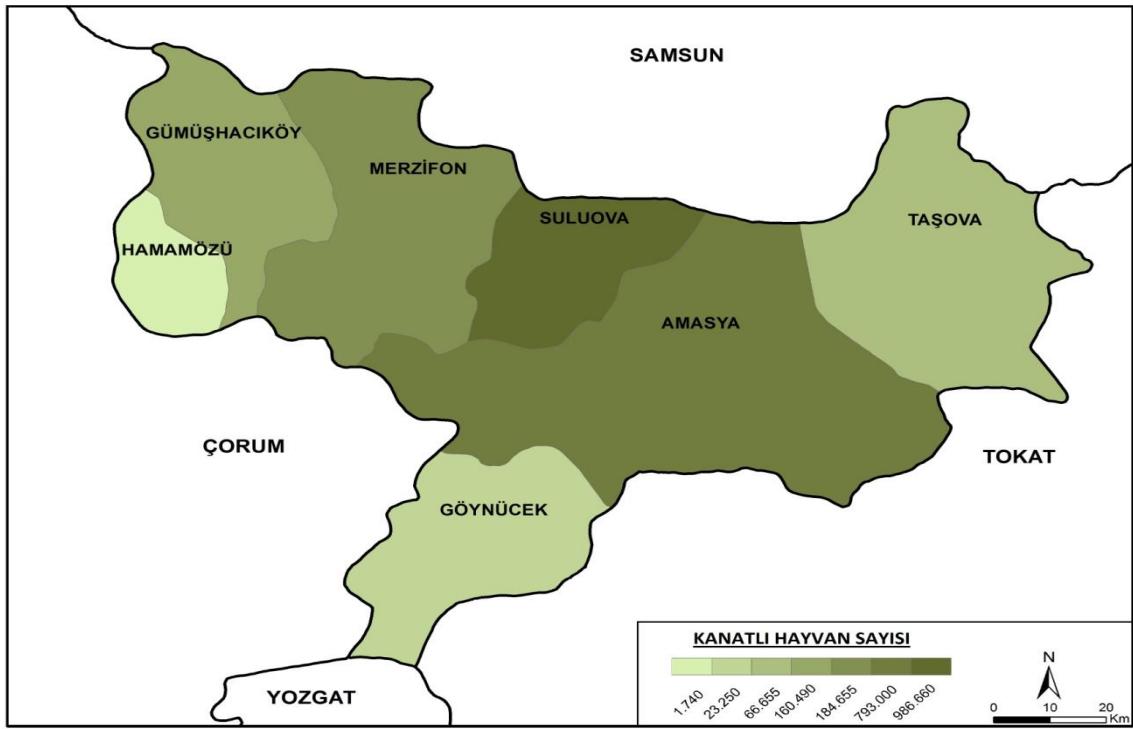 SAMSUN
GÜMÜŞHACIKÖY
MERZİFON
SULUOVA
TAŞOVA
HAMAMÖZÜ
AMASYA
ÇORUM
TOKAT
GÖYNÜCEK
YOZGAT
KANATLI HAYVAN SAYISI
1.740
23.250
66.655
160.490
184.655
793.000
986.660
N
0 10 20
Km